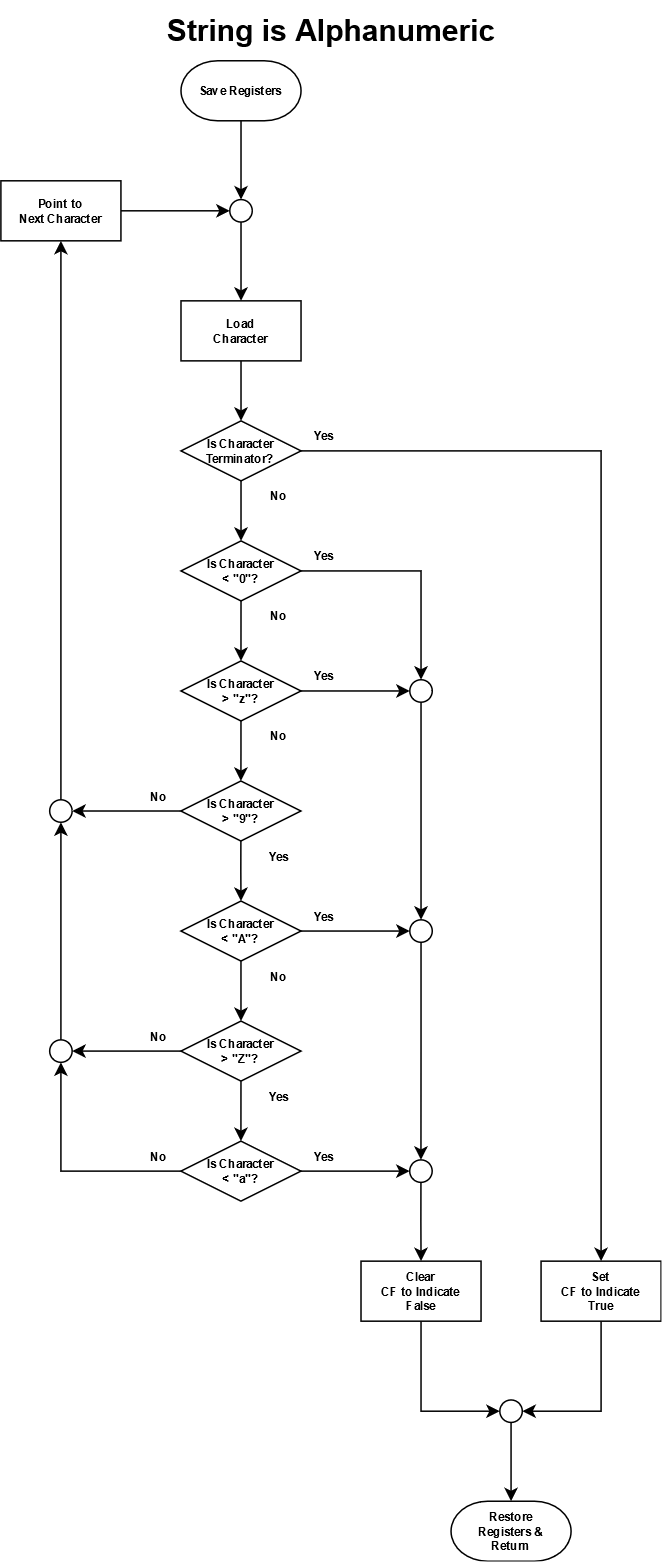 String is Alphanumeric
Save Registers
Point to
Next Character
Load
Character
Is Character
Terminator?
Yes
No
Is Character
< "0"?
Yes
No
Is Character
> "z"?
Yes
No
Is Character
> "9"?
No
Yes
Is Character
< "A"?
Yes
No
Is Character
> "Z"?
No
Yes
Is Character
< "a"?
No
Yes
Clear
CF to Indicate
False
Set
CF to Indicate
True
Restore
Registers &
Return